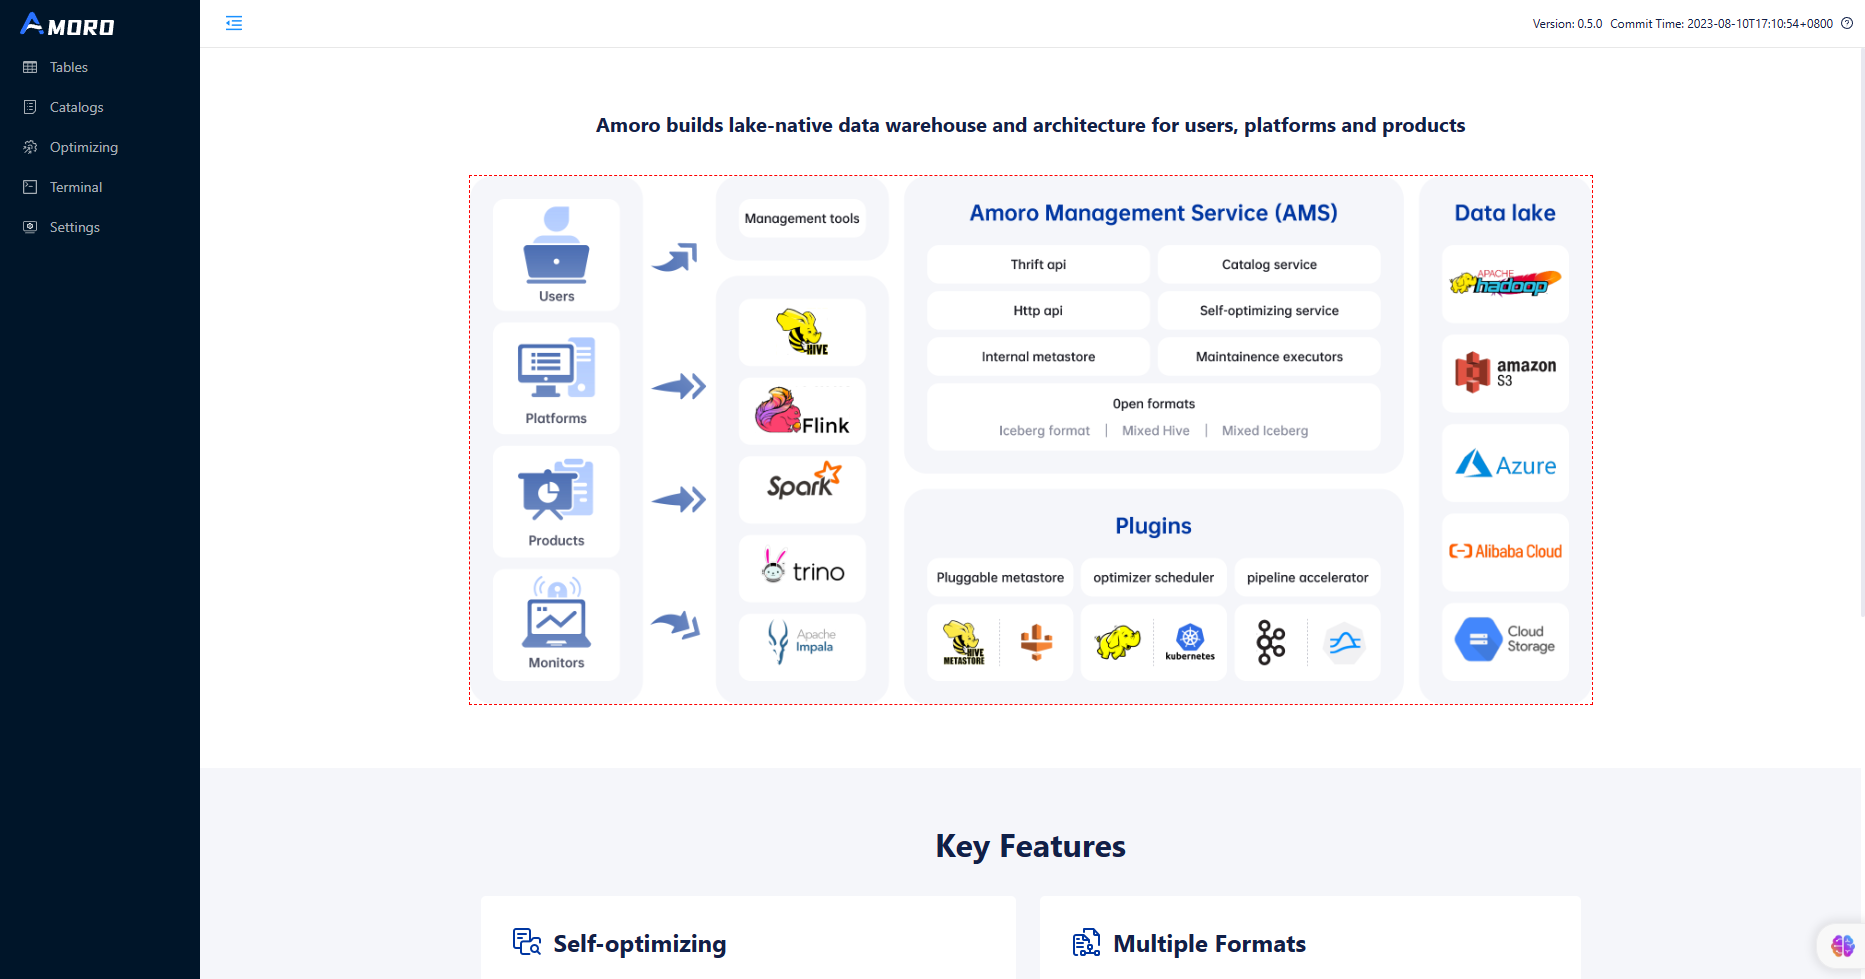 AMORO
Tables
Catalogs
Optimizing
Terminal
Settings
Version: 0.5.0 Commit Time: 2023-08-10T17:10:54+0800
Amoro builds lake-native data warehouse and architecture for users, platforms and products
Users
Platforms
Products
Monitors
Management tools
HIVE
Flink
Spark
trino
Apache
Impala
Amoro Management Service (AMS)
Thrift api
Catalog service
Http api
Self-optimizing service
Internal metastore
Maintainence executors
Open formats
Iceberg format | Mixed Hive | Mixed Iceberg
Plugins
Pluggable metastore
optimizer scheduler
pipeline accelerator
HIVE
METASTORE
kubernetes
Data lake
APACHE
hadoop
amazon
S3
Azure
Alibaba Cloud
Cloud
Storage
Key Features
Self-optimizing
Multiple Formats